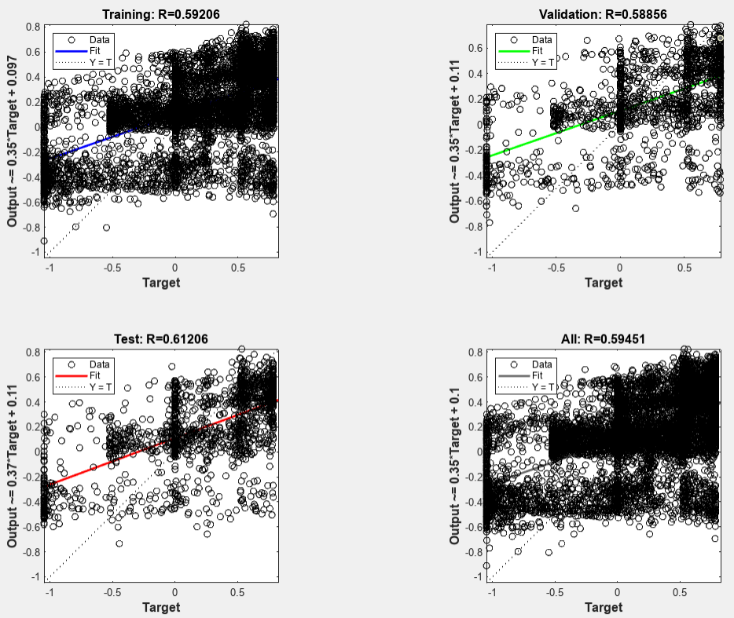 Training: R=0.59206
Output ~= 0.35*Target + 0.097
0.8
0.6
0.4
0.2
0
-0.2
-0.4
-0.6
-0.8
-1
Data
Fit
Y = T
-1
-0.5
0
0.5
Target
Validation: R=0.58856
Output ~= 0.35*Target + 0.11
0.6
0.4
0.2
0
-0.2
-0.4
-0.6
-0.8
-1
Data
Fit
Y = T
-1
-0.5
0
0.5
Target
Test: R=0.61206
Output ~= 0.37*Target + 0.11
0.8
0.6
0.4
0.2
0
-0.2
-0.4
-0.6
-0.8
-1
Data
Fit
Y = T
-1
-0.5
0
0.5
Target
All: R=0.59451
Output ~= 0.35*Target + 0.1
0.8
0.6
0.4
0.2
0
-0.2
-0.4
-0.6
-0.8
-1
Data
Fit
Y = T
-1
-0.5
0
0.5
Target